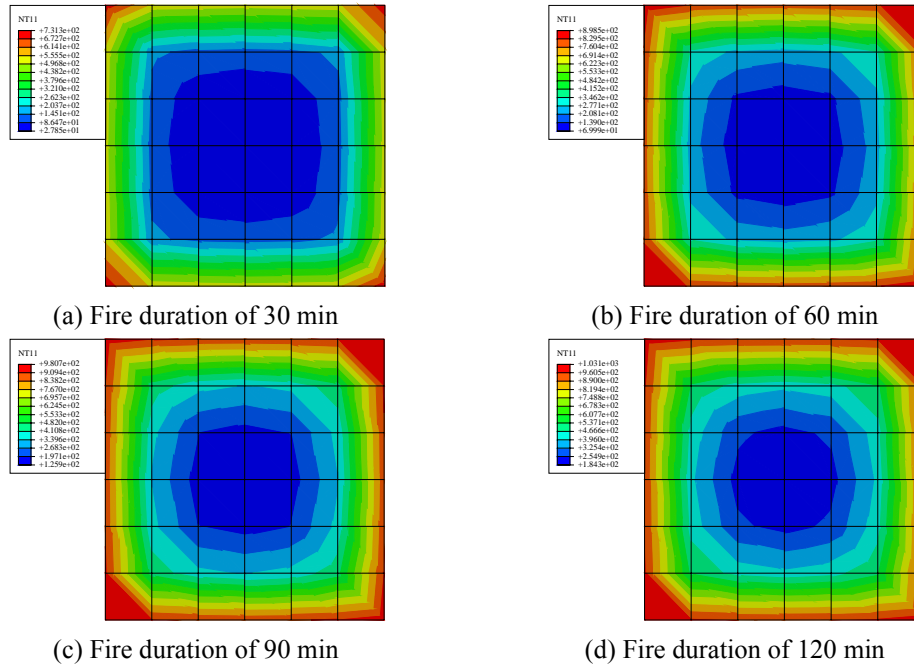 NT11
+7.313e+02
+6.727e+02
+6.141e+02
+5.555e+02
+4.968e+02
+4.382e+02
+3.796e+02
+3.210e+02
+2.623e+02
+2.037e+02
+1.451e+02
+8.647e+01
+2.785e+01
NT11
+8.985e+02
+8.295e+02
+7.604e+02
+6.914e+02
+6.223e+02
+5.533e+02
+4.842e+02
+4.152e+02
+3.462e+02
+2.771e+02
+2.081e+02
+1.390e+02
+6.999e+01
(a) Fire duration of 30 min
(b) Fire duration of 60 min
NT11
+9.807e+02
+9.094e+02
+8.382e+02
+7.670e+02
+6.957e+02
+6.245e+02
+5.533e+02
+4.820e+02
+4.108e+02
+3.396e+02
+2.683e+02
+1.971e+02
+1.259e+02
NT11
+1.031e+03
+9.605e+02
+8.900e+02
+8.194e+02
+7.488e+02
+6.783e+02
+6.077e+02
+5.371e+02
+4.666e+02
+3.960e+02
+3.254e+02
+2.549e+02
+1.843e+02
(c) Fire duration of 90 min
(d) Fire duration of 120 min